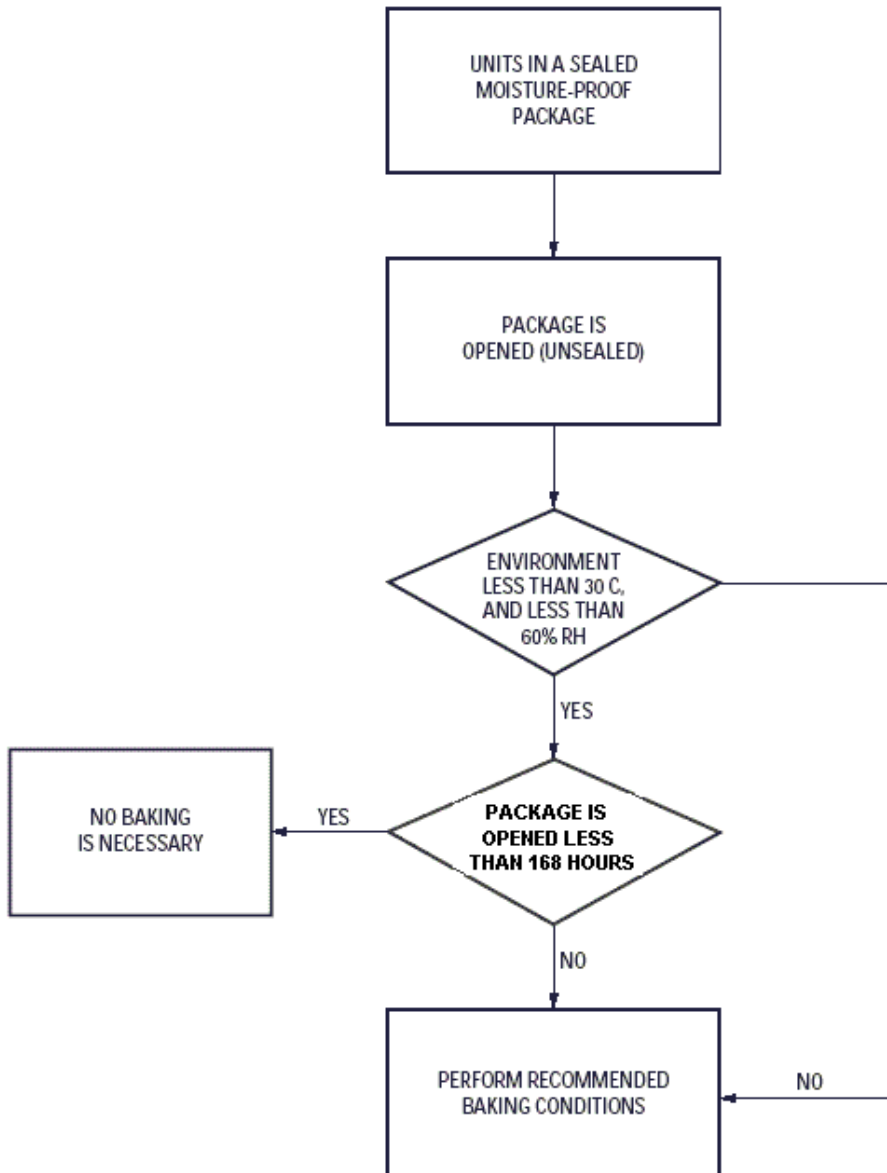 UNITS IN A SEALED
MOISTURE-PROOF
PACKAGE
PACKAGE IS
OPENED (UNSEALED)
ENVIRONMENT
LESS THAN 30 C,
AND LESS THAN
60% RH
YES
NO BAKING
IS NECESSARY
YES
PACKAGE IS
OPENED LESS
THAN 168 HOURS
NO
PERFORM RECOMMENDED
BAKING CONDITIONS
NO